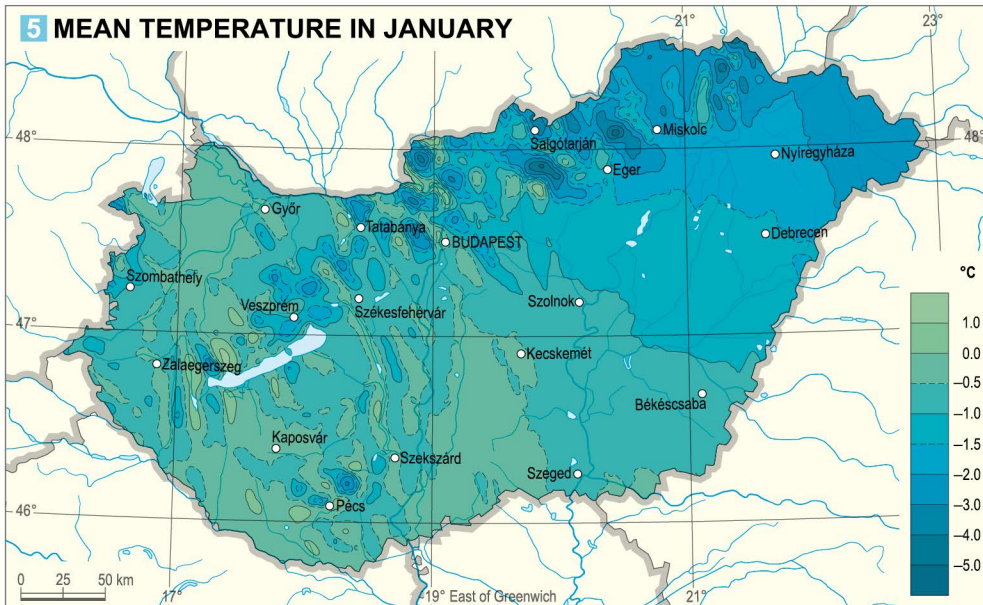 5 MEAN TEMPERATURE IN JANUARY
21°
23°
48°
48°
Salgótarján
Miskolc
Nyíregyháza
Eger
Győr
Tatabánya
BUDAPEST
Debrecen
Szombathely
Veszprém
Székesfehérvár
Szolnok
47°
Zalaegerszeg
Kecskemét
Békéscsaba
Kaposvár
Szekszárd
Szeged
Pécs
46°
°C
1.0
0.0
–0.5
–1.0
–1.5
–2.0
–3.0
–4.0
–5.0
0 25 50 km
17°
19° East of Greenwich
21°